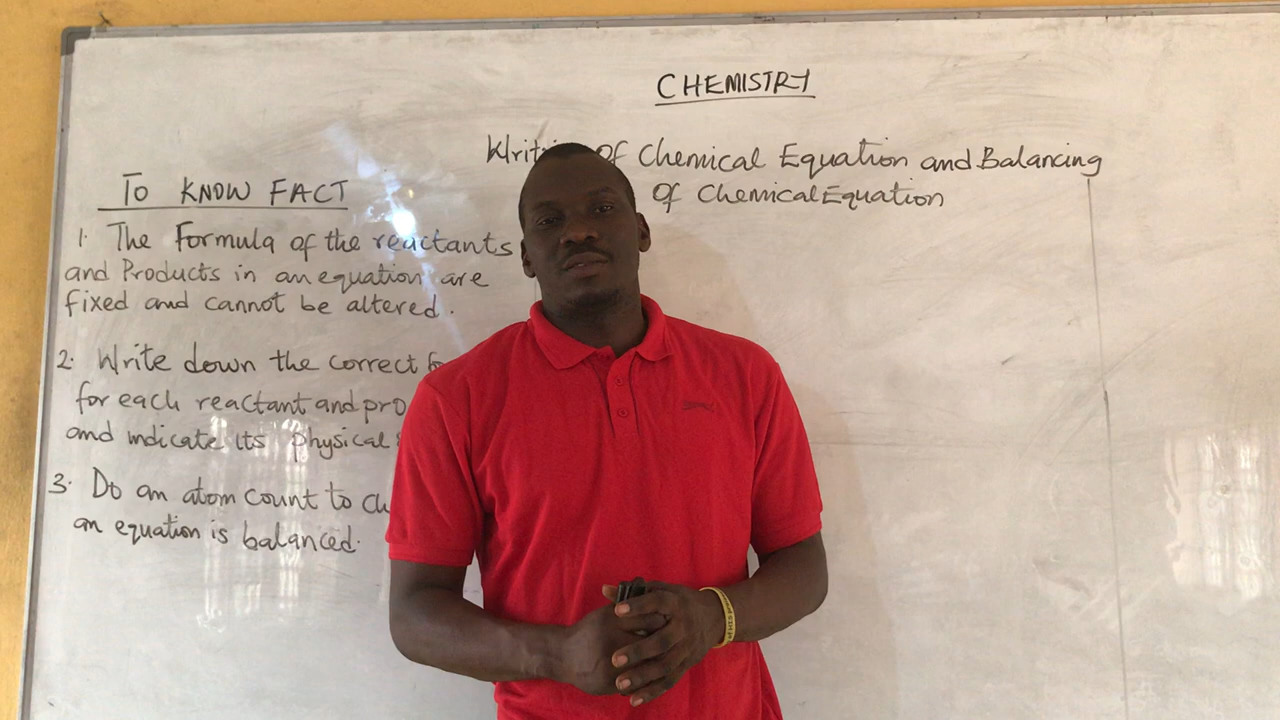 CHEMISTRY
of Chemical Equation and Balancing
of Chemical Equation
TO KNOW FACT
1. The Formula of the reactants
and Products in an equation are
fixed and cannot be altered.
2. Write down the correct
for each reactant and
and indicate its physical
3. Do an atom count to
an equation is balanced.